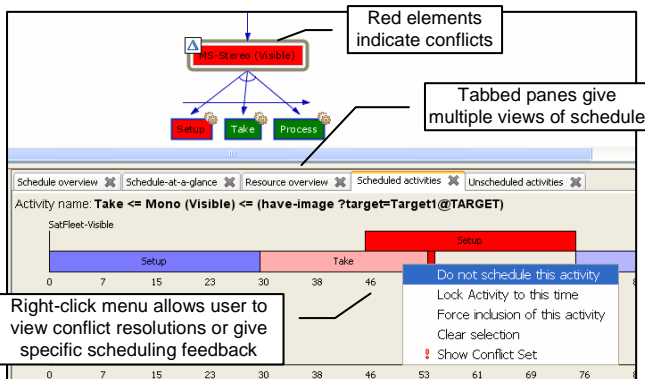 Red elements
indicate conflicts
MS-Stereo (Visible)
Setup Take Process
Tabbed panes give
multiple views of schedule
Schedule overview Schedule-at-a-glance Resource overview Scheduled activities Unscheduled activities
Activity name: Take <= Mono (Visible) <= (have-image ?target=Target1@TARGET)
SatFleet-Visible
Setup
Setup Take
0 7 15 23 30 38 46
Do not schedule this activity
Lock Activity to this time
Force inclusion of this activity
Clear selection
! Show Conflict Set
Right-click menu allows user to
view conflict resolutions or give
specific scheduling feedback
0 7 15 23 30 38 46 53 61 69 76 8